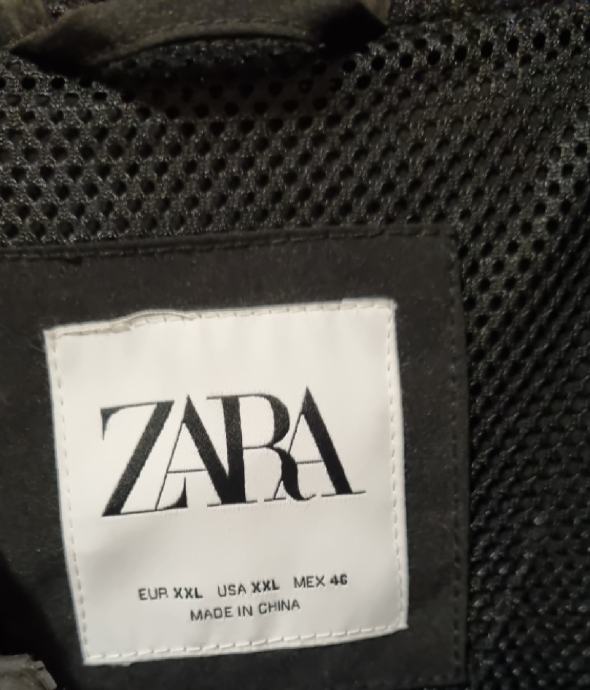 ZARA
EUR XXL USA XXL MEX 46
MADE IN CHINA